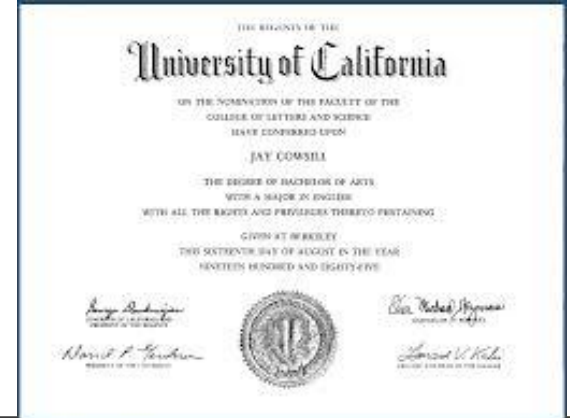 THE REGENTS OF THE
University of California
ON THE NOMINATION OF THE FACULTY OF THE
COLLEGE OF LETTERS AND SCIENCE
HAVE CONFERRED UPON
JAY COWSILL
THE DEGREE OF BACHELOR OF ARTS
WITH A MAJOR IN ENGLISH
WITH ALL THE RIGHTS AND PRIVILEGES THERETO PERTAINING
GIVEN AT BERKELEY
THIS SIXTEENTH DAY OF AUGUST IN THE YEAR
NINETEEN HUNDRED AND EIGHTY-FIVE